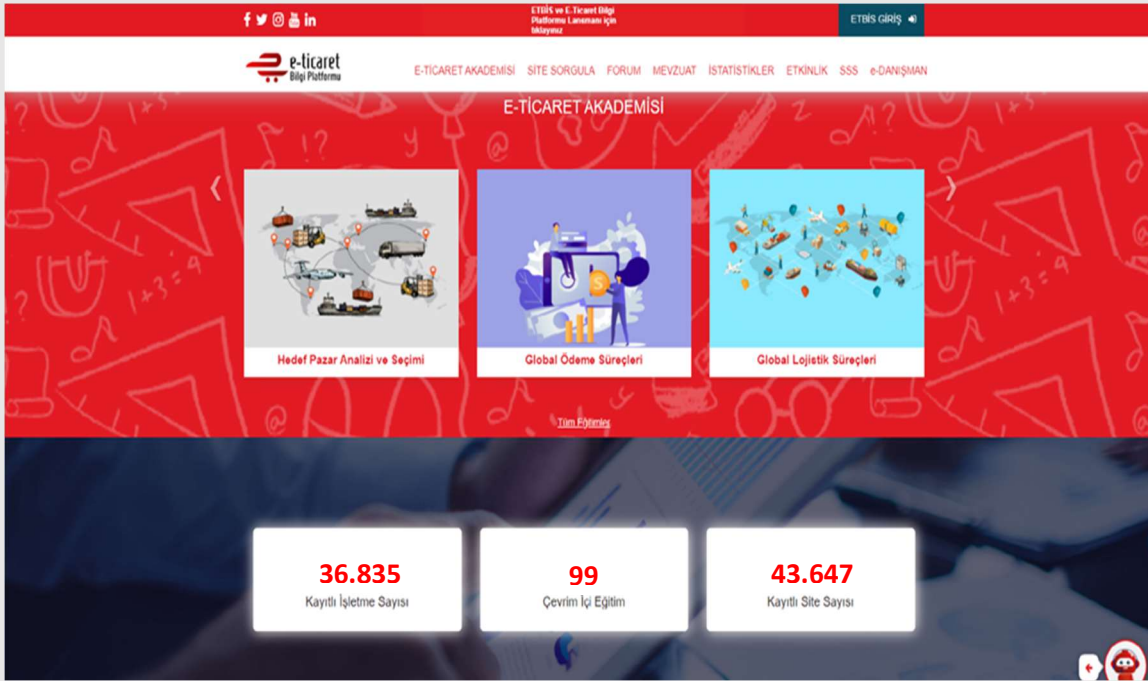 ETBİS ve E.Ticaret Bilgi
Platformu Lansmanı için
tıklayınız
ETBİS GİRİŞ
e-ticaret
Bilgi Platformu
E-TİCARET AKADEMİSİ SİTE SORGULA FORUM MEVZUAT İSTATİSTİKLER ETKİNLİK SSS e-DANIŞMAN
E-TİCARET AKADEMİSİ
Hedef Pazar Analizi ve Seçimi
Global Ödeme Süreçleri
Global Lojistik Süreçleri
Tüm Eğitimler
36.835
Kayıtlı İşletme Sayısı
99
Çevrim İçi Eğitim
43.647
Kayıtlı Site Sayısı